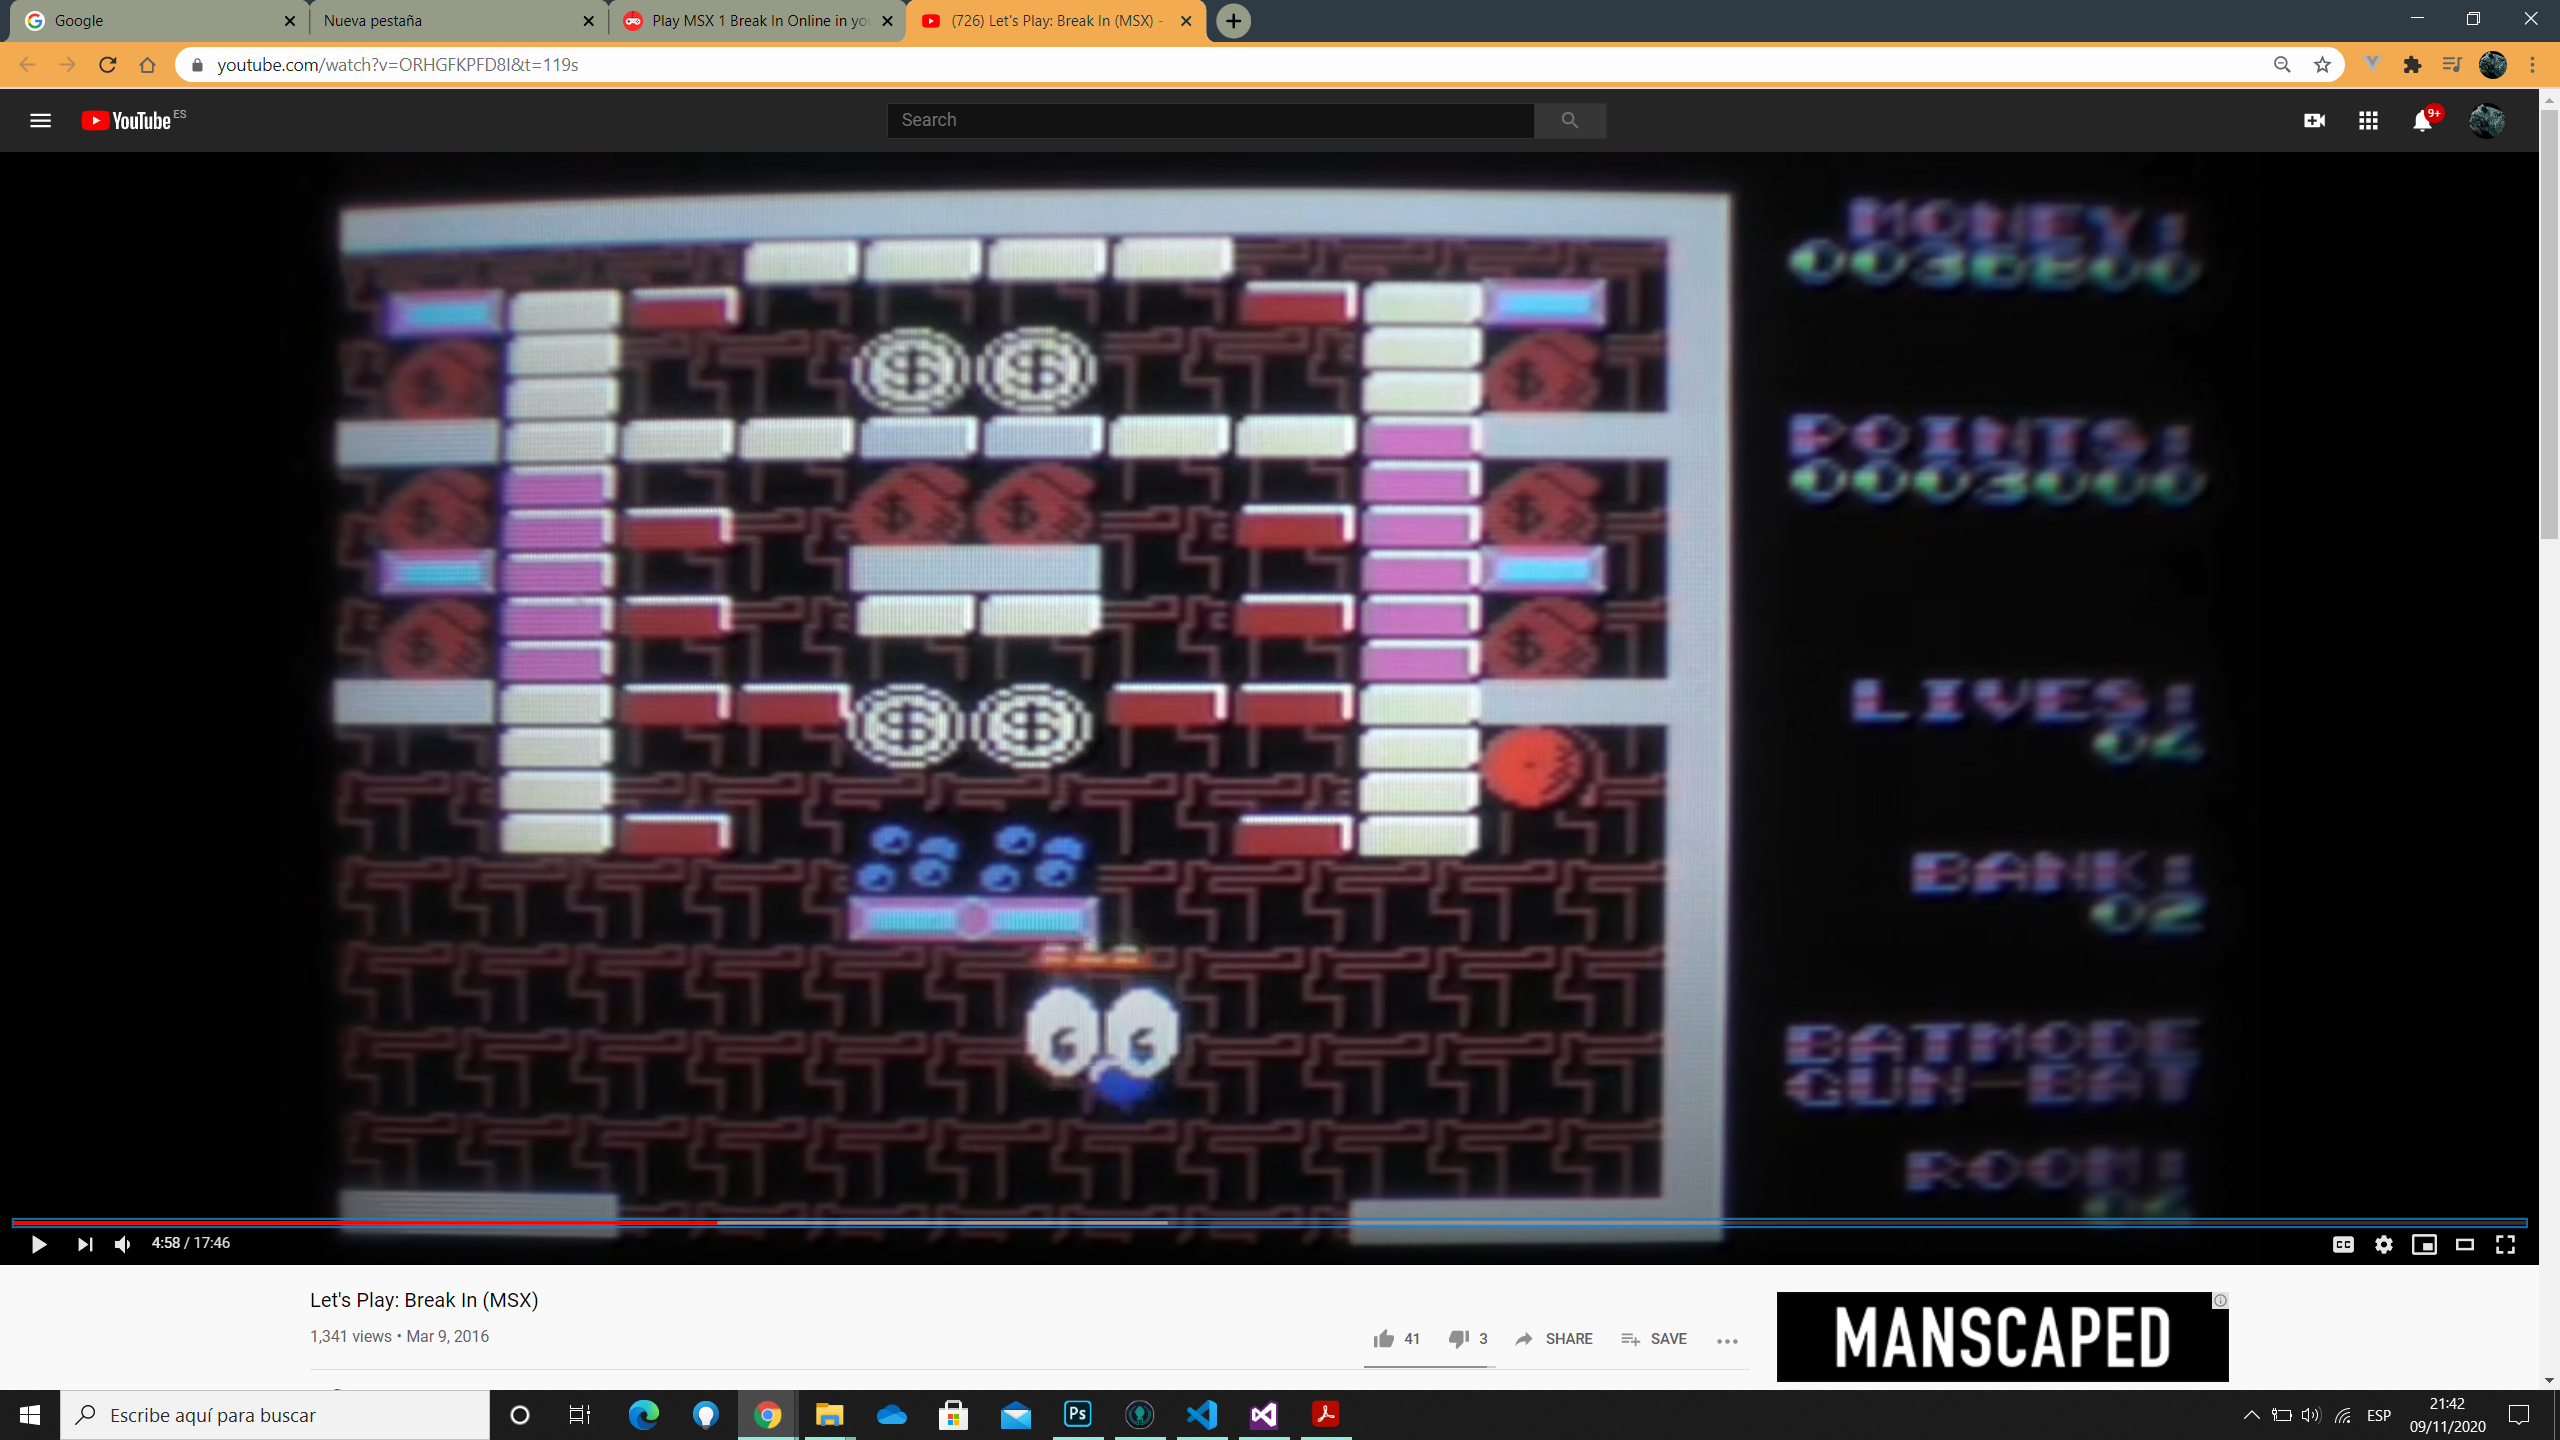 Google
Nueva pestaña
Play MSX 1 Break In Online in yo
(726) Let's Play: Break In (MSX) -
youtube.com/watch?v=ORHGFKPFD8I&t=119s
YouTube ES
Search
9+
MONEY:
0030800
POINTS:
0003000
LIVES:
04
BANK:
02
BATMODE
GUN-BAT
ROOM:
CC
4:58 / 17:46
Let's Play: Break In (MSX)
1,341 views • Mar 9, 2016
41
3
SHARE
SAVE
MANSCAPED
Escribe aquí para buscar
Ps
ESP
21:42
09/11/2020